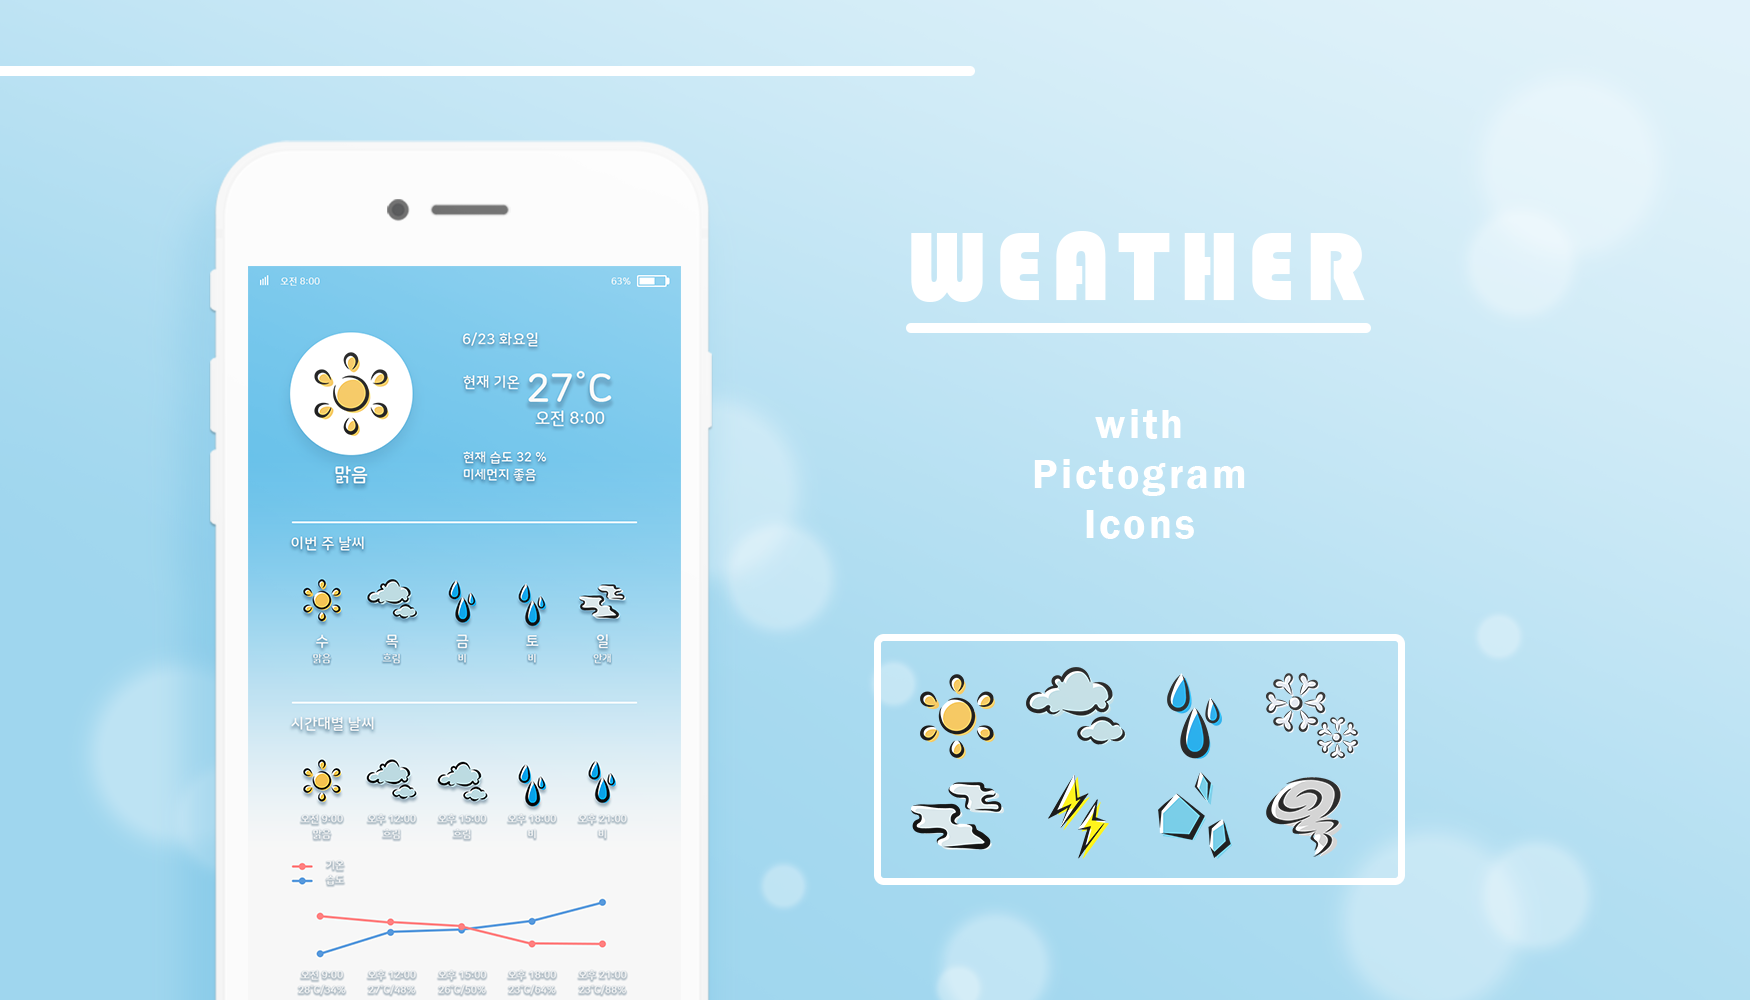 오전 8:00
63%
6/23 화요일
현재 기온 27°C
오전 8:00
맑음
현재 습도 32 %
미세먼지 좋음
이번 주 날씨
수 목 금 토 일
맑음 흐림 비 비 안개
시간대별 날씨
오전 9:00 오후 12:00 오후 15:00 오후 18:00 오후 21:00
맑음 흐림 흐림 비 비
기온
습도
오전 9:00 오후 12:00 오후 15:00 오후 18:00 오후 21:00
28°C/34% 27°C/48% 26°C/50% 23°C/64% 23°C/88%
WEATHER
with
Pictogram
Icons